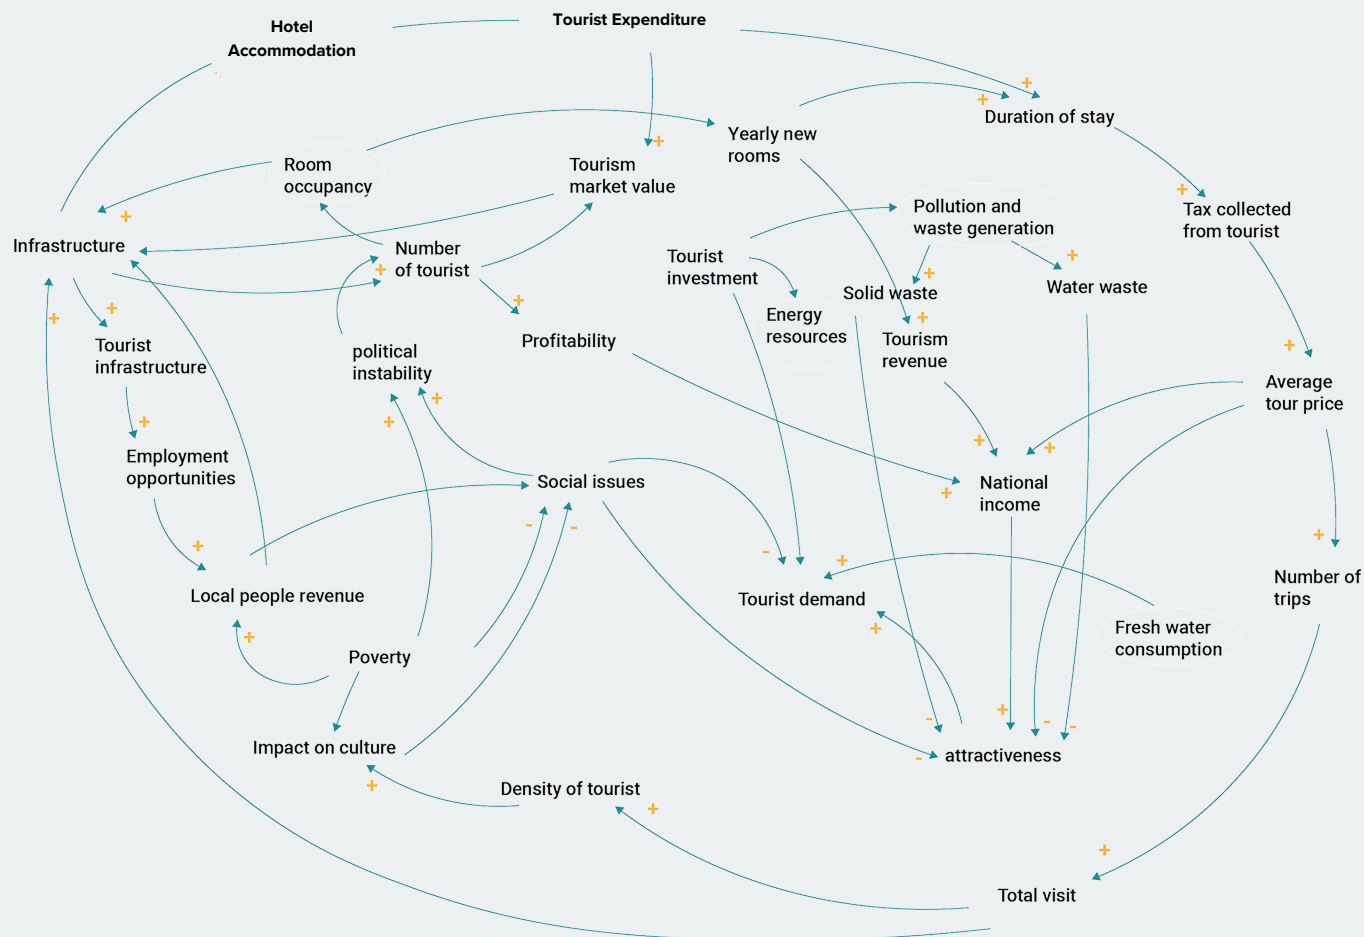 Hotel
Accommodation
Tourist Expenditure
+
+
Duration of stay
Yearly new
rooms
+
Room
occupancy
Tourism
market value
+
Tax collected
from tourist
Pollution and
waste generation
+
Infrastructure
Number
of tourist
+
Tourist
investment
+
+
Solid waste
Water waste
+
+
+
Energy
resources
+
Tourism
revenue
Tourist
infrastructure
Profitability
political
instability
+
Average
tour price
+
+
+
Employment
opportunities
Social issues
+
+
National
income
+
-
-
+
-
+
+
Local people revenue
Tourist demand
+
Number of
trips
Fresh water
consumption
+
Poverty
Impact on culture
-
+
-
-
-
attractiveness
+
Density of tourist
+
+
Total visit